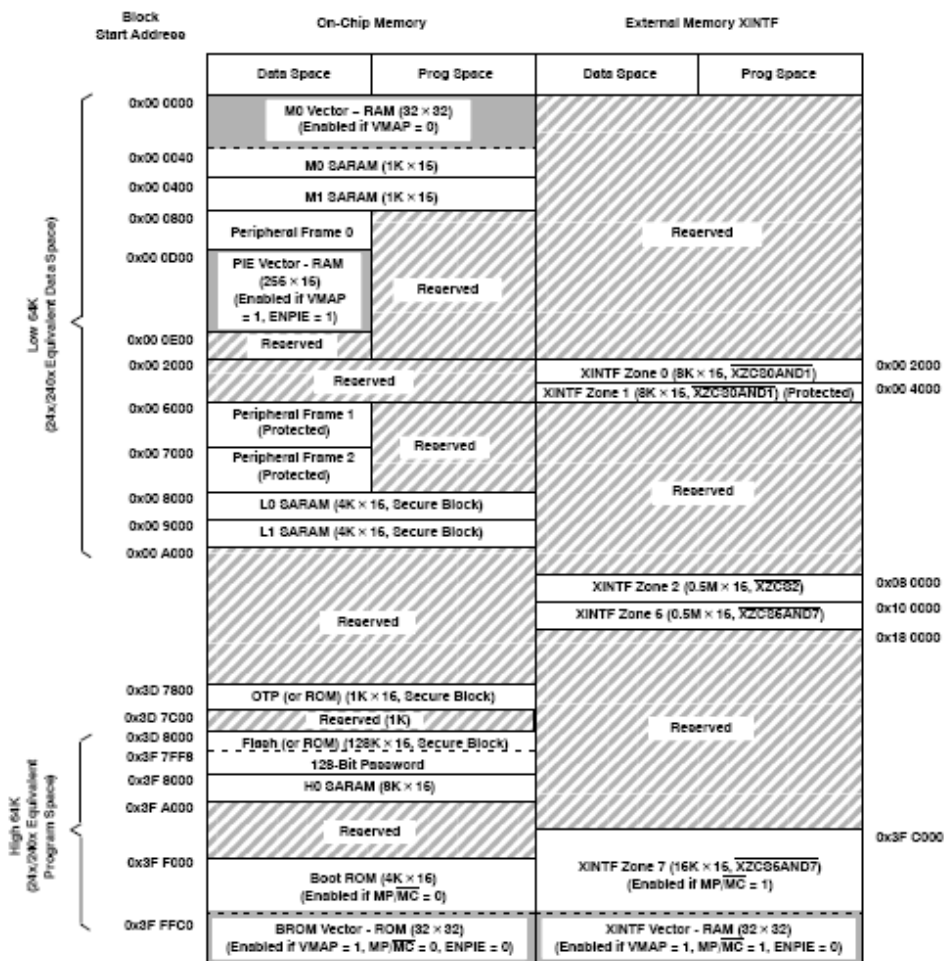 Block
Start Address
On-Chip Memory
External Memory XINTF
Data Space
Prog Space
Data Space
Prog Space
Low 64K
(24x/240x Equivalent Data Space)
High 64K
(24x/240x Equivalent
Program Space)
0x00 0000
M0 Vector – RAM (32 × 32)
(Enabled if VMAP = 0)
0x00 0040
M0 SARAM (1K × 16)
0x00 0400
M1 SARAM (1K × 16)
0x00 0800
Peripheral Frame 0
0x00 0D00
PIE Vector - RAM
(256 × 16)
(Enabled if VMAP
= 1, ENPIE = 1)
Reserved
Reserved
0x00 0E00
Reserved
0x00 2000
Reserved
XINTF Zone 0 (8K × 16, XZCS0AND1)
0x00 2000
XINTF Zone 1 (8K × 16, XZCS0AND1) (Protected)
0x00 4000
0x00 6000
Peripheral Frame 1
(Protected)
Reserved
0x00 7000
Peripheral Frame 2
(Protected)
0x00 8000
L0 SARAM (4K × 16, Secure Block)
Reserved
0x00 9000
L1 SARAM (4K × 16, Secure Block)
0x00 A000
Reserved
XINTF Zone 2 (0.5M × 16, XZCS2)
0x08 0000
XINTF Zone 6 (0.5M × 16, XZCS6AND7)
0x10 0000
0x18 0000
0x3D 7800
OTP (or ROM) (1K × 16, Secure Block)
0x3D 7C00
Reserved (1K)
Reserved
0x3D 8000
Flash (or ROM) (128K × 16, Secure Block)
0x3F 7FF8
128-Bit Password
0x3F 8000
H0 SARAM (8K × 16)
0x3F A000
Reserved
0x3F C000
0x3F F000
Boot ROM (4K × 16)
(Enabled if MP/MC = 0)
XINTF Zone 7 (16K × 16, XZCS6AND7)
(Enabled if MP/MC = 1)
0x3F FFC0
BROM Vector - ROM (32 × 32)
(Enabled if VMAP = 1, MP/MC = 0, ENPIE = 0)
XINTF Vector - RAM (32 × 32)
(Enabled if VMAP = 1, MP/MC = 1, ENPIE = 0)